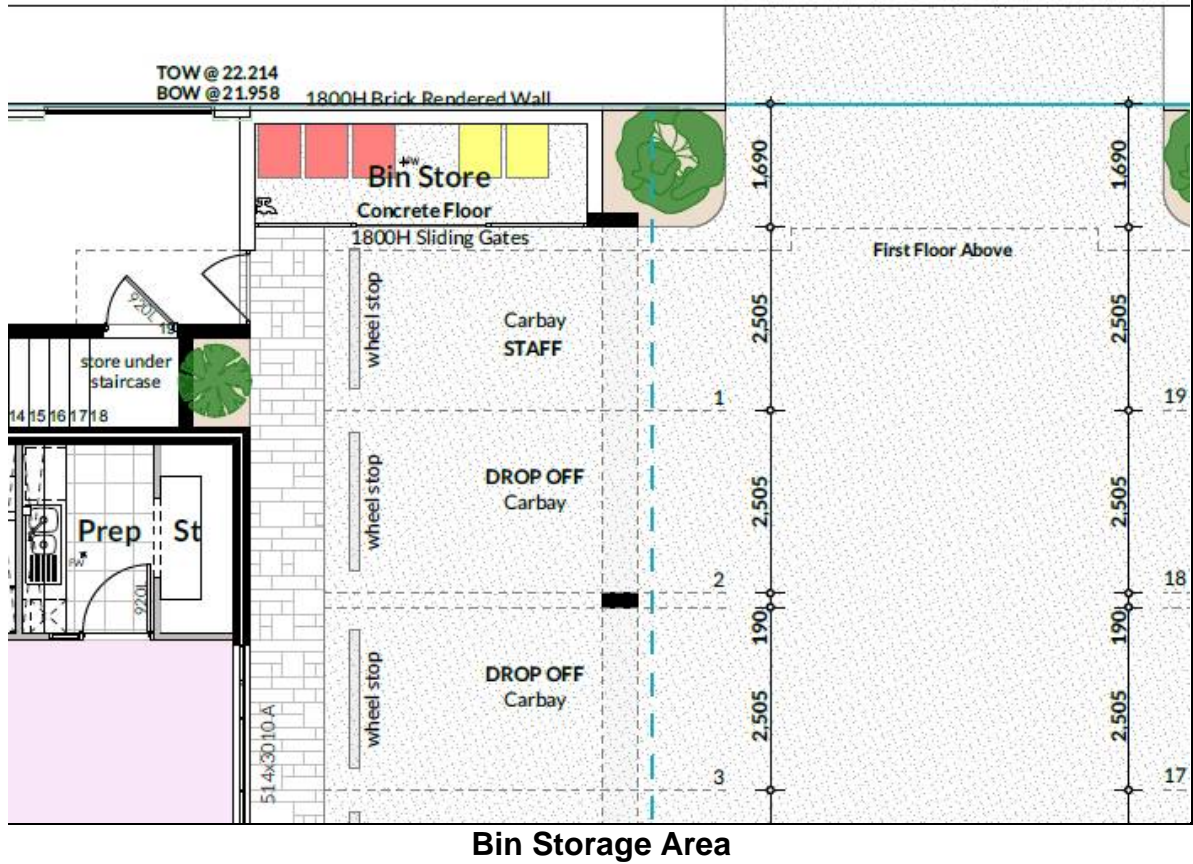 TOW @ 22.214
BOW @21.958
1800H Brick Rendered Wall
FW
Bin Store
Concrete Floor
1800H Sliding Gates
1,690
1,690
First Floor Above
wheel stop
Carbay
STAFF
2,505
2,505
920L
19
store under
staircase
14 15 16 17 18
1
19
wheel stop
DROP OFF
Carbay
2,505
2,505
Prep
St
FW
920L
2
18
190
190
wheel stop
DROP OFF
Carbay
2,505
2,505
514x3010 A
3
17
Bin Storage Area